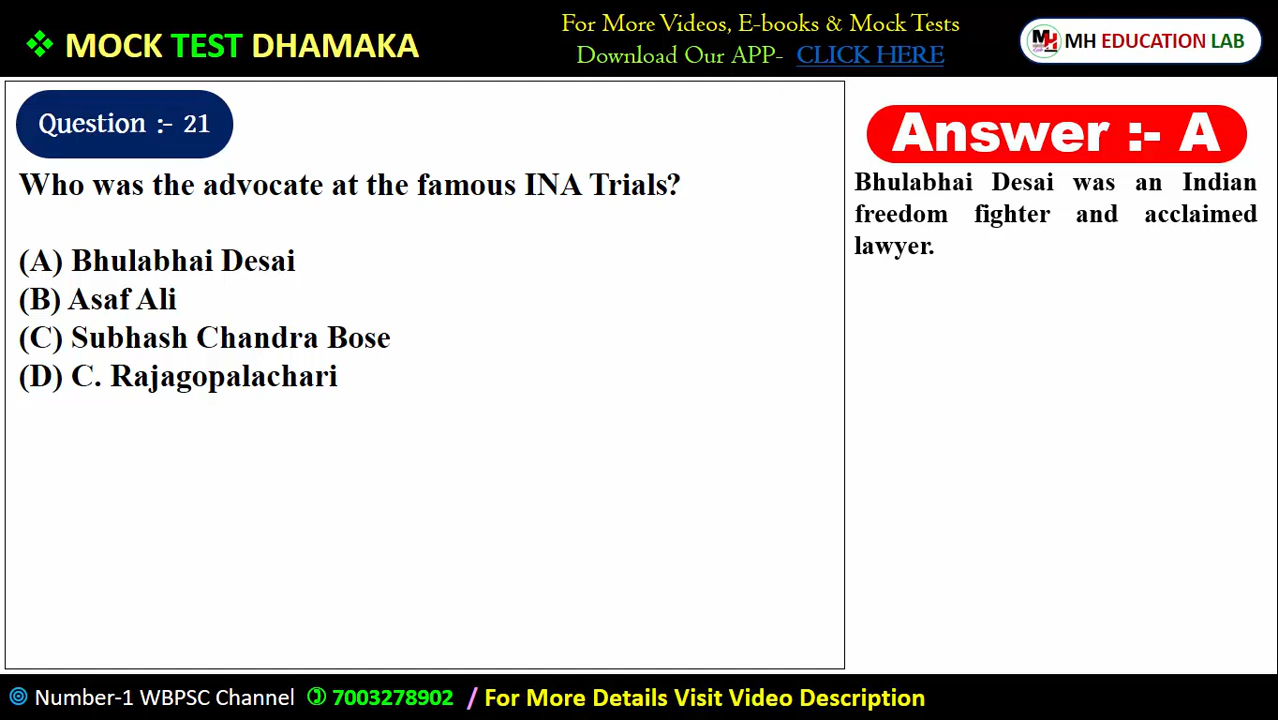 ❖ MOCK TEST DHAMAKA
For More Videos, E-books & Mock Tests
Download Our APP- CLICK HERE
MH EDUCATION LAB
Question :- 21
Who was the advocate at the famous INA Trials?
(A) Bhulabhai Desai
(B) Asaf Ali
(C) Subhash Chandra Bose
(D) C. Rajagopalachari
Answer :- A
Bhulabhai Desai was an Indian
freedom fighter and acclaimed
lawyer.
Number-1 WBPSC Channel 7003278902 / For More Details Visit Video Description